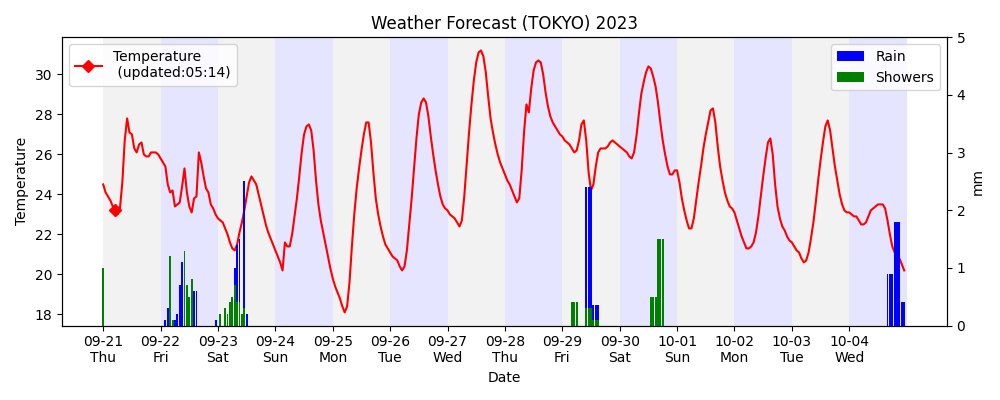 Weather Forecast (TOKYO) 2023
Temperature
(updated:05:14)
Rain
Showers
Temperature
30
28
26
24
22
20
18
5
4
3
2
1
0
mm
09-21 09-22 09-23 09-24 09-25 09-26 09-27 09-28 09-29 09-30 10-01 10-02 10-03 10-04
Thu Fri Sat Sun Mon Tue Wed Thu Fri Sat Sun Mon Tue Wed
Date